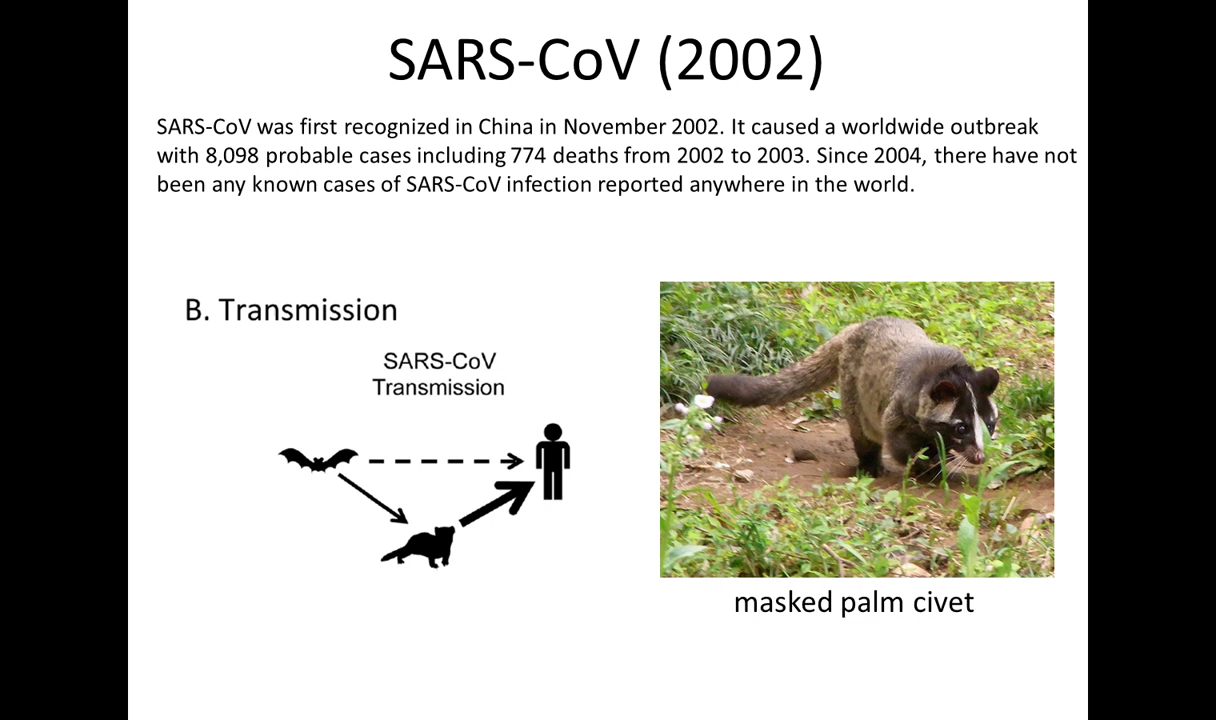 SARS-CoV (2002)
SARS-CoV was first recognized in China in November 2002. It caused a worldwide outbreak
with 8,098 probable cases including 774 deaths from 2002 to 2003. Since 2004, there have not
been any known cases of SARS-CoV infection reported anywhere in the world.
B. Transmission
SARS-CoV
Transmission
masked palm civet